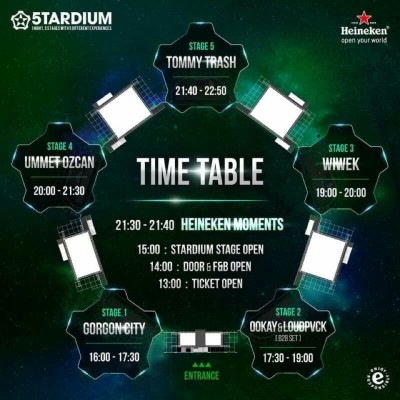 5TARDIUM
1 NIGHT, 5 STAGES WITH 5 DIFFERENT EXPERIENCES
Heineken
open your world
STAGE 5
TOMMY TRASH
21:40 - 22:50
STAGE 4
UMMET OZCAN
20:00 - 21:30
STAGE 3
WIWEK
19:00 - 20:00
TIME TABLE
21:30 - 21:40 HEINEKEN MOMENTS
15:00 : STARDIUM STAGE OPEN
14:00 : DOOR & F&B OPEN
13:00 : TICKET OPEN
STAGE 1
GORGON CITY
16:00 - 17:30
STAGE 2
OOKAY & LOUDPVCK
[ B2B SET ]
17:30 - 19:00
ENTRANCE